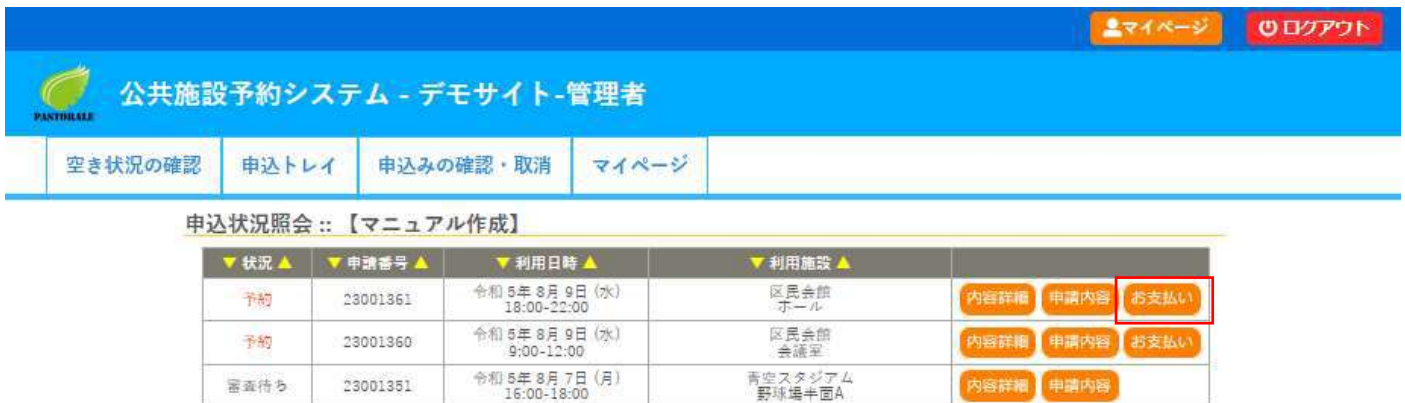 マイページ ログアウト
PASTORALE
公共施設予約システム - デモサイト-管理者
空き状況の確認 申込トレイ 申込みの確認・取消 マイページ
申込状況照会 :: 【マニュアル作成】
▼ 状況 ▲ ▼ 申請番号 ▲ ▼ 利用日時 ▲ ▼ 利用施設 ▲
予約 23001361 令和 5年 8月 9日 (水) 区民会館 内容詳細 申請内容 お支払い
18:00-22:00 ホール
予約 23001360 令和 5年 8月 9日 (水) 区民会館 内容詳細 申請内容 お支払い
9:00-12:00 会議室
審査待ち 23001351 令和 5年 8月 7日 (月) 青空スタジアム 内容詳細 申請内容
16:00-18:00 野球場半面A